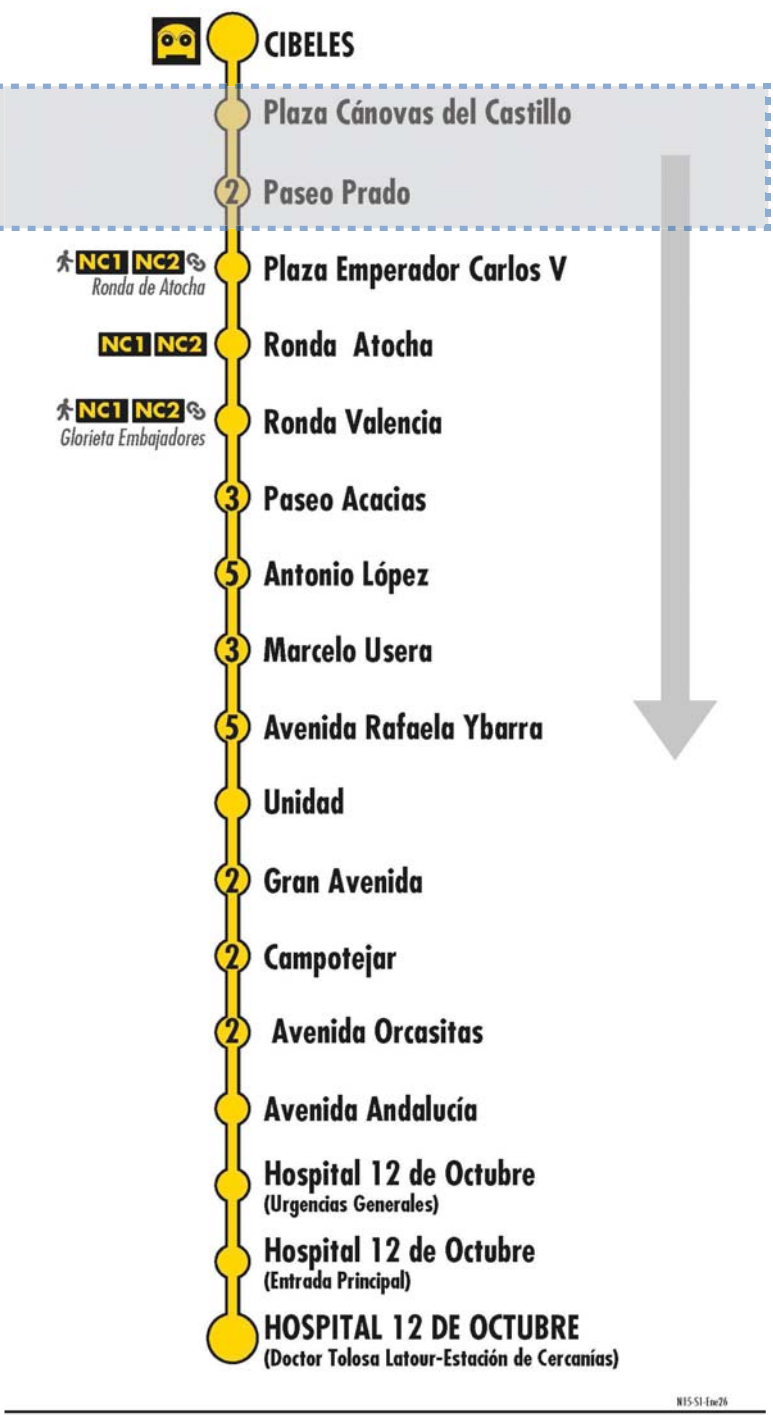 CIBELES
Plaza Cánovas del Castillo
2 Paseo Prado
NC1 NC2 Plaza Emperador Carlos V
Ronda de Atocha
NC1 NC2 Ronda Atocha
NC1 NC2 Ronda Valencia
Glorieta Embajadores
3 Paseo Acacias
5 Antonio López
3 Marcelo Usera
5 Avenida Rafaela Ybarra
Unidad
2 Gran Avenida
2 Campotejar
2 Avenida Orcasitas
Avenida Andalucía
Hospital 12 de Octubre
(Urgencias Generales)
Hospital 12 de Octubre
(Entrada Principal)
HOSPITAL 12 DE OCTUBRE
(Doctor Tolosa Latour-Estación de Cercanías)
N15-S1-Ene26